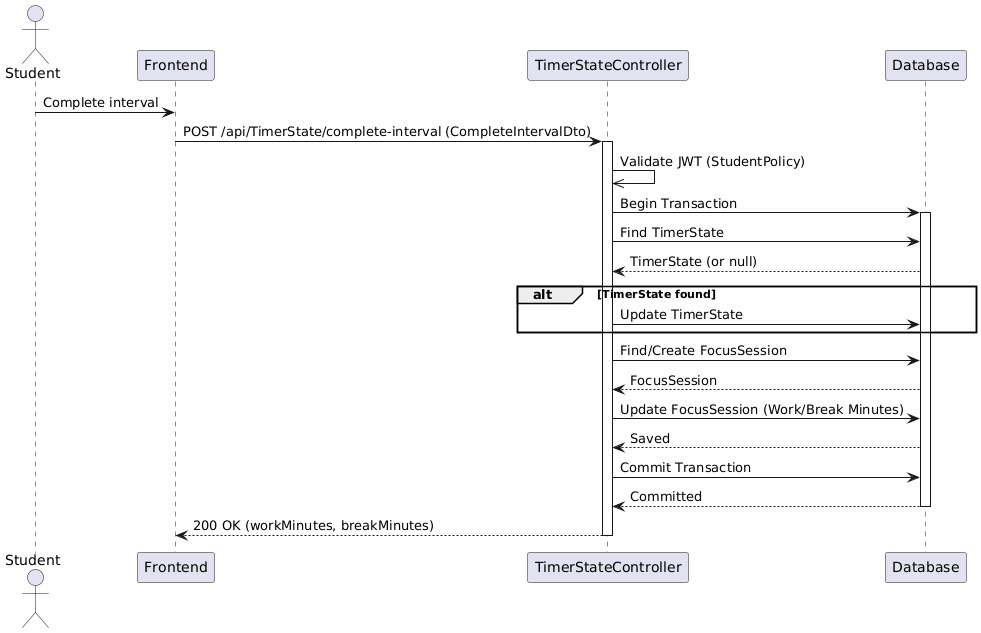 Student
Frontend
TimerStateController
Database
Complete interval
POST /api/TimerState/complete-interval (CompleteIntervalDto)
Validate JWT (StudentPolicy)
Begin Transaction
Find TimerState
TimerState (or null)
alt [TimerState found]
Update TimerState
Find/Create FocusSession
FocusSession
Update FocusSession (Work/Break Minutes)
Saved
Commit Transaction
Committed
200 OK (workMinutes, breakMinutes)
Student
Frontend
TimerStateController
Database